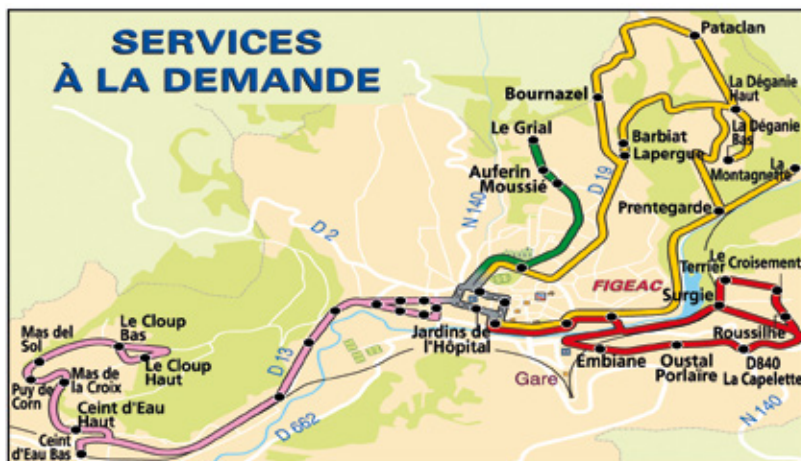 SERVICES
À LA DEMANDE
Pataclan
Bournazel
La Déganie
Haut
Le Grial
Barbiat
La Déganie
Bas
Lapergue
Auferin
Moussié
La
Montagnette
D 19
N 140
Prentegarde
D 2
Le Croisement
Terrier
FIGEAC
Surgie
Le Cloup
Bas
Mas del
Sol
Jardins de
l'Hôpital
Roussilhe
Le Cloup
Haut
D 13
Embiane
Oustal
Porlaïre
D840
La Capelette
Mas de
la Croix
Puy de
Corn
Gare
Ceint d'Eau
Haut
N 140
D 662
Ceint
d'Eau Bas